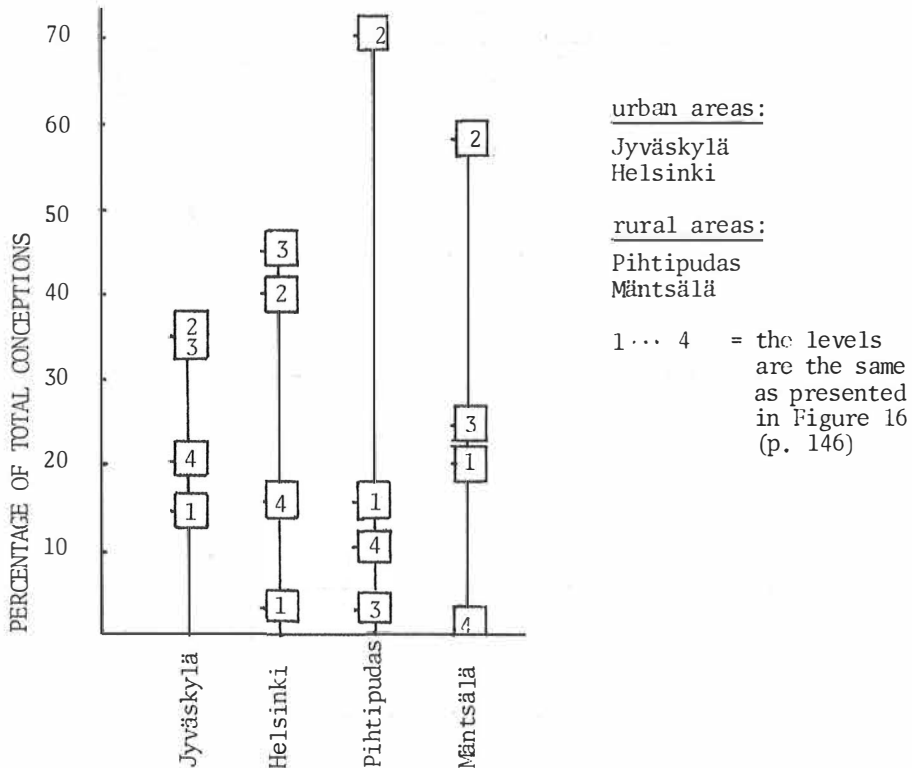 PERCENTAGE OF TOTAL CONCEPTIONS
70
60
50
40
30
20
10
2
3
4
1
3
2
4
1
2
1
4
3
2
3
1
4
Jyväskylä
Helsinki
Pihtipudas
Mäntsälä
urban areas:
Jyväskylä
Helsinki
rural areas:
Pihtipudas
Mäntsälä
1 ··· 4 = the levels
are the same
as presented
in Figure 16
(p. 146)